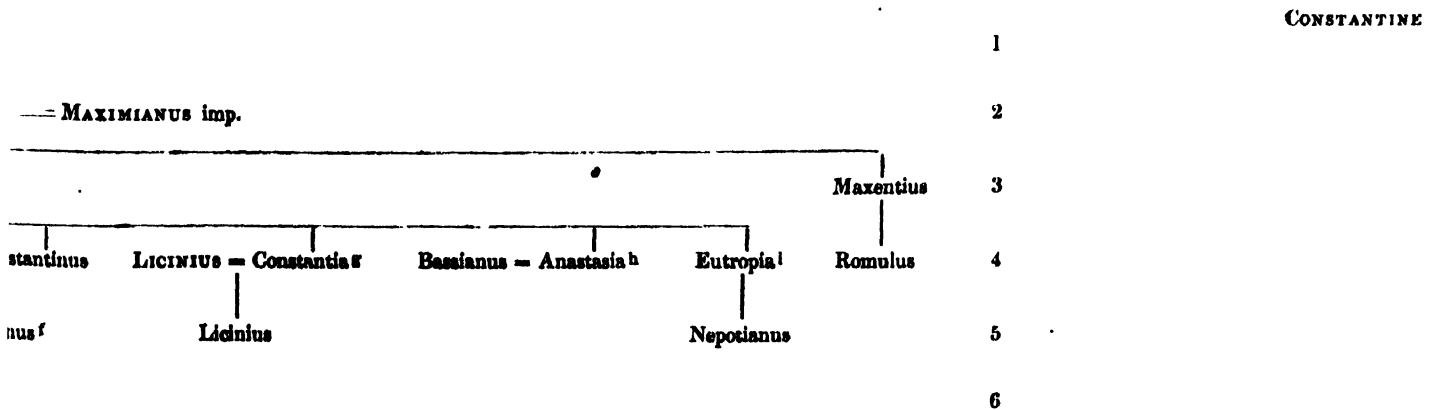 CONSTANTINE
1
= MAXIMIANUS imp. 2
Maxentius 3
stantinus LICINIUS = Constantia g Bassianus = Anastasia h Eutropia i Romulus 4
nus f Licinius Nepotianus 5
6